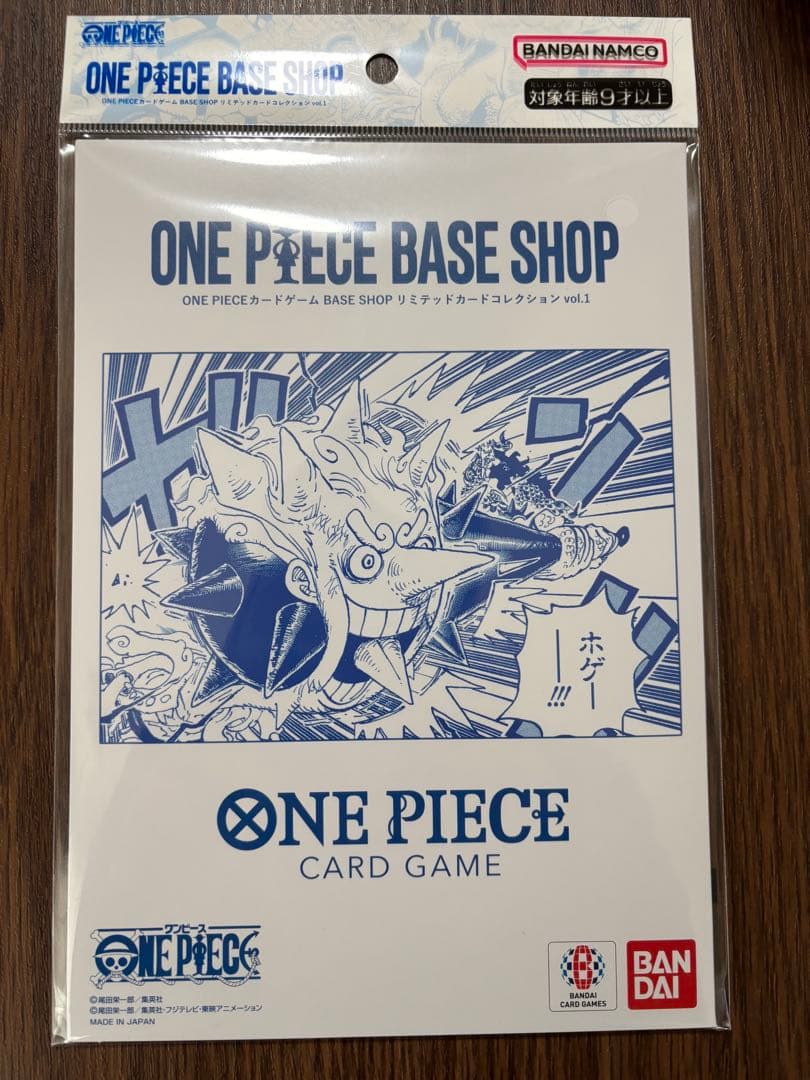 ONE PIECE
BANDAI NAMCO
ONE PIECE BASE SHOP
ONE PIECEカードゲーム BASE SHOP リミテッドカードコレクション vol.1
対象年齢9才以上
ONE PIECE BASE SHOP
ONE PIECEカードゲーム BASE SHOP リミテッドカードコレクション vol.1
ホゲーー!!!
ONE PIECE
CARD GAME
ワンピース
ONE PIECE
©尾田栄一郎／集英社
©尾田栄一郎／集英社・フジテレビ・東映アニメーション
MADE IN JAPAN
BANDAI
CARD GAMES
BAN
DAI